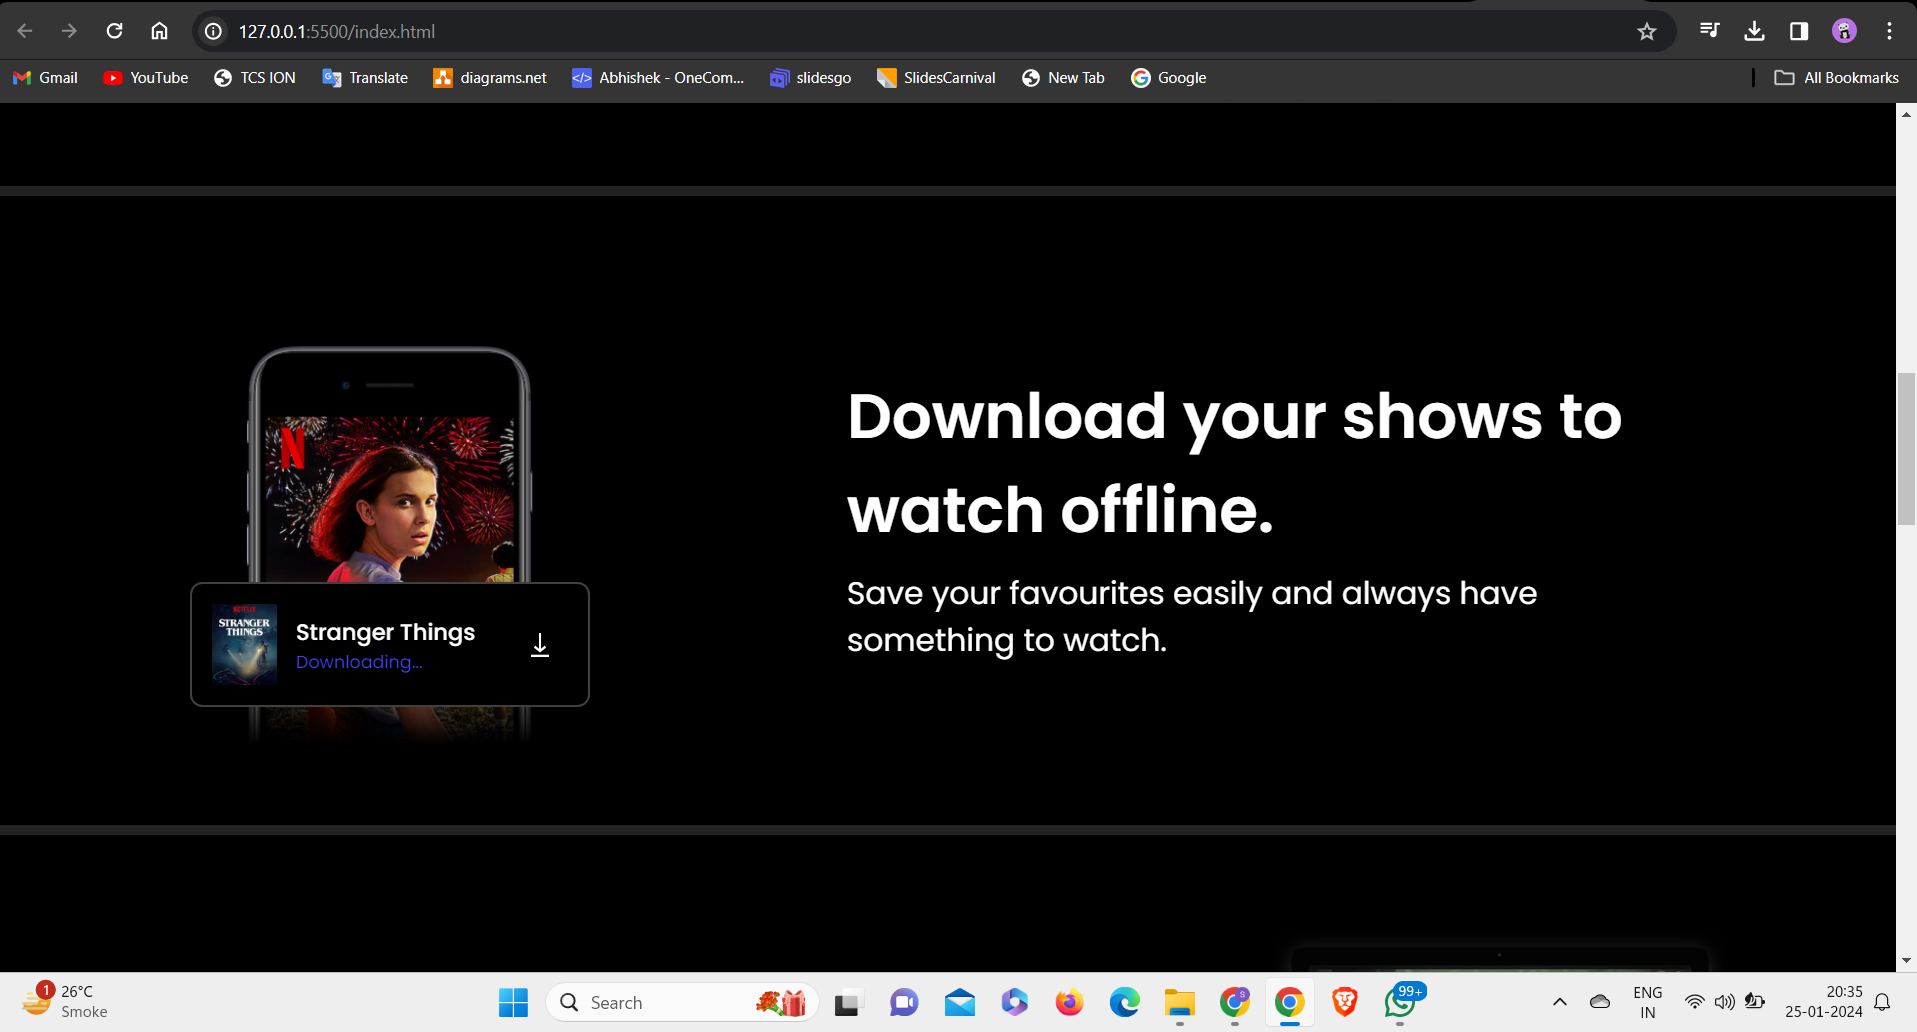 127.0.0.1:5500/index.html
Gmail
YouTube
TCS ION
Translate
diagrams.net
Abhishek - OneCom...
slidesgo
SlidesCarnival
New Tab
Google
All Bookmarks
N
Download your shows to
watch offline.
Save your favourites easily and always have
something to watch.
NETFLIX
STRANGER
THINGS
Stranger Things
Downloading...
1
26°C
Smoke
Search
S
99+
ENG
IN
20:35
25-01-2024